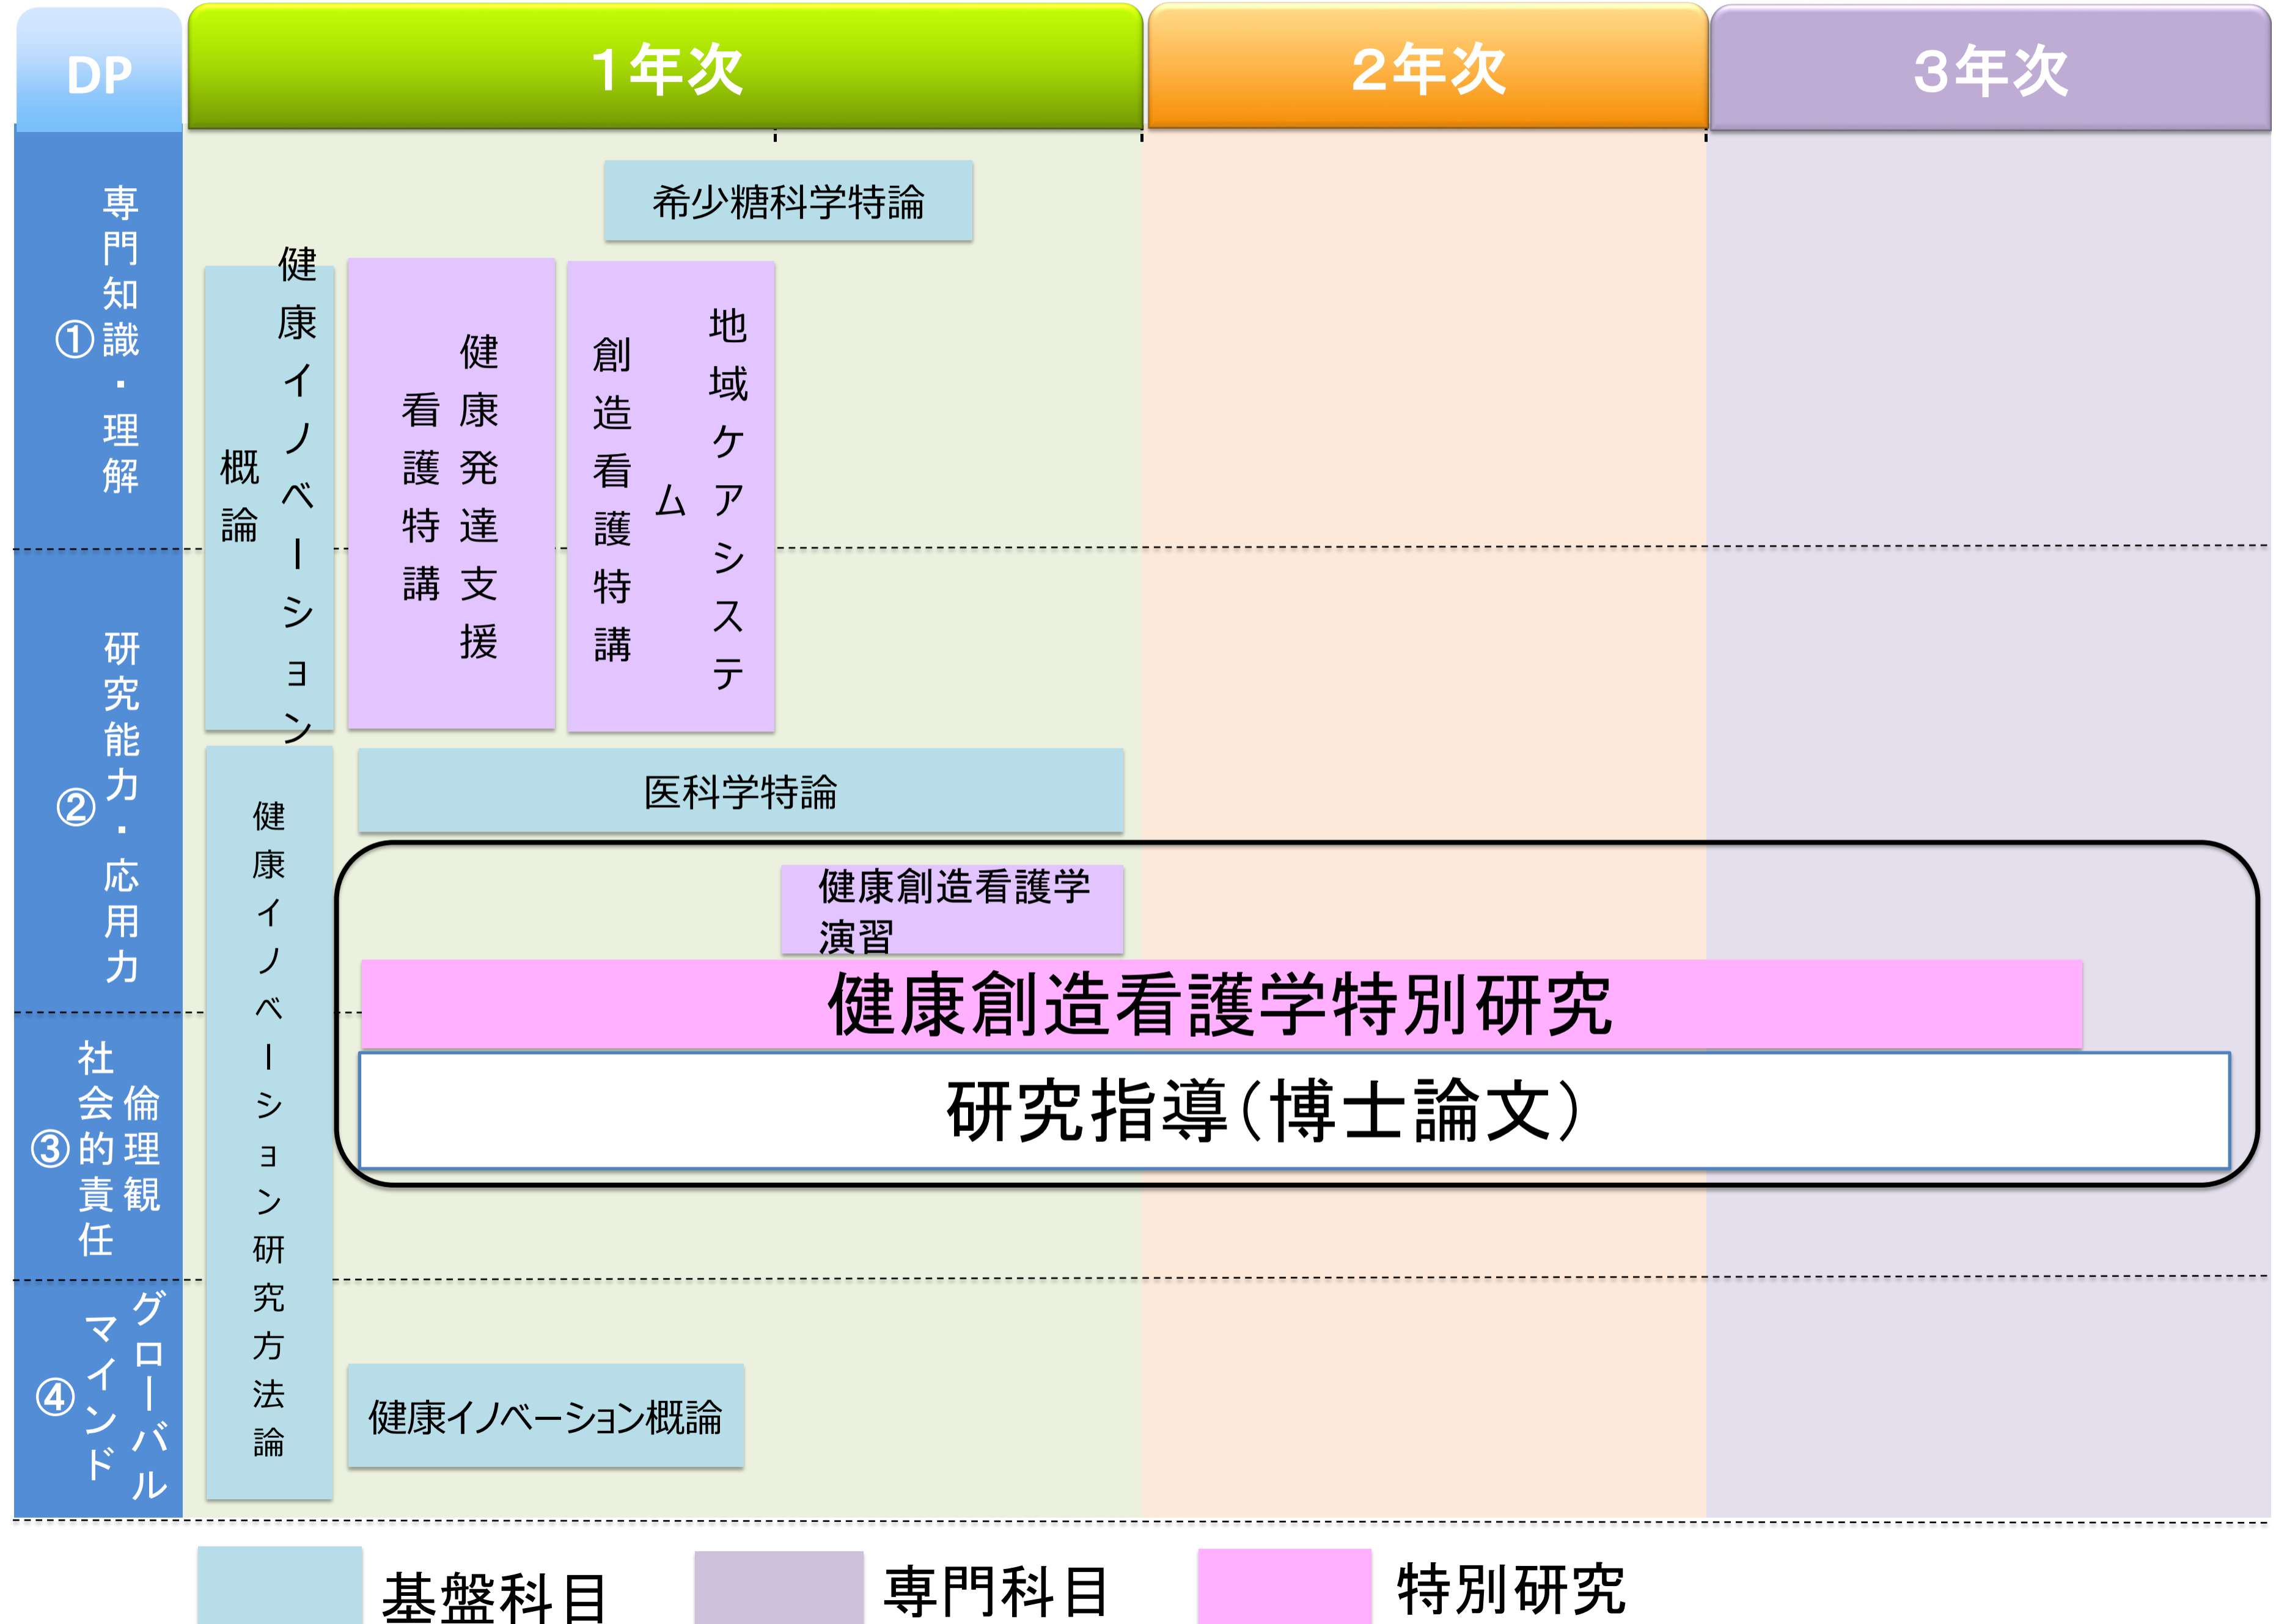 DP
１年次
２年次
３年次
①
専門知識・理解
②
研究能力・応用力
③
倫理観
社会的責任
④
グローバル
マインド
希少糖科学特論
健康イノベーション
概論
健康発達支援
看護特講
地域ケアシステ
ム
創造看護特講
医科学特論
健康イノベーション研究方法論
健康創造看護学
演習
健康創造看護学特別研究
研究指導（博士論文）
健康イノベーション概論
基盤科目
専門科目
特別研究